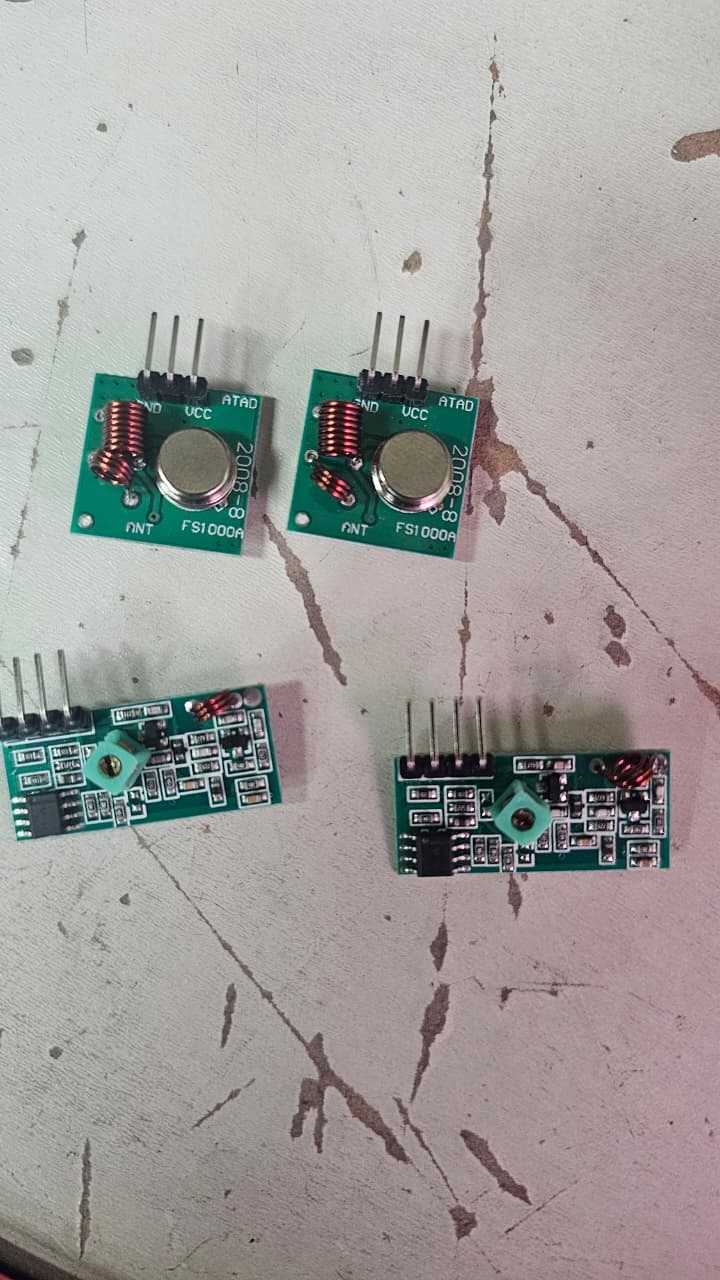 GND
VCC
ATAD
2008-8
ANT
FS1000A
GND
VCC
ATAD
2008-8
ANT
FS1000A